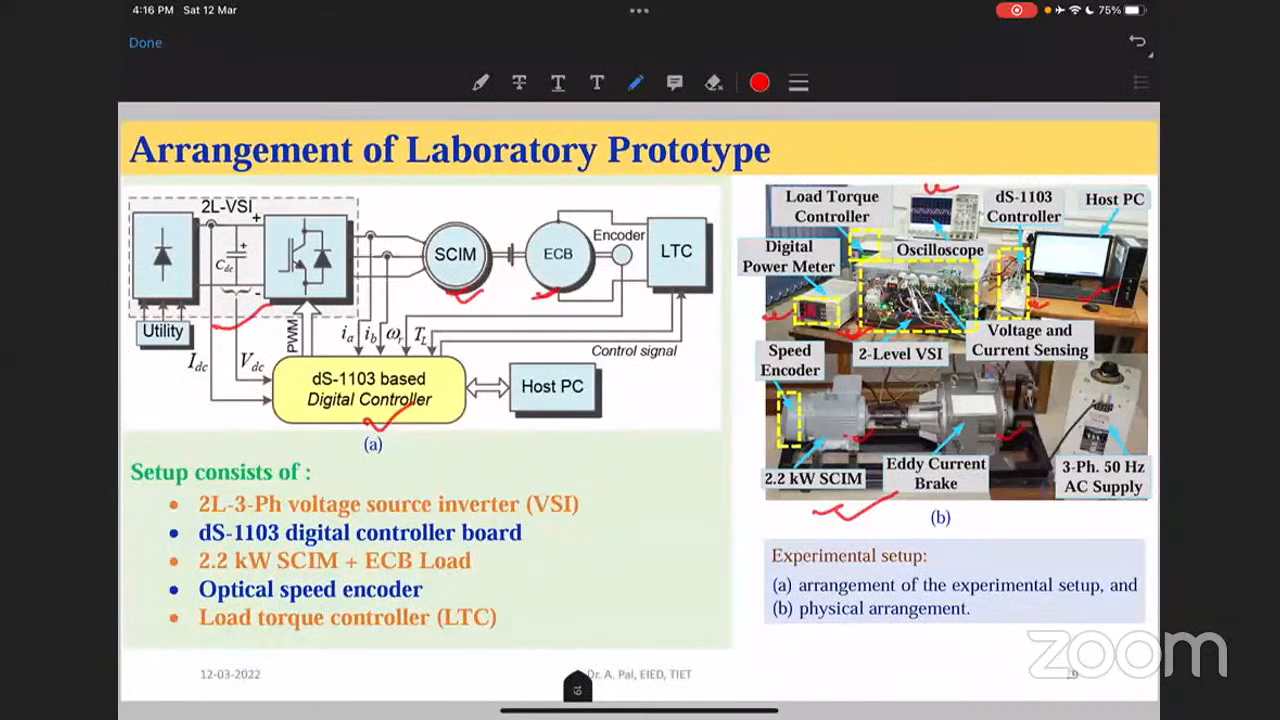 4:16 PM Sat 12 Mar
75%
Done
Arrangement of Laboratory Prototype
2L-VSI
+
+
Cdc
-
Utility
PWM
SCIM
ECB
Encoder
LTC
ia ib ωr TL
Control signal
Idc
Vdc
dS-1103 based
Digital Controller
Host PC
(a)
Setup consists of :
• 2L-3-Ph voltage source inverter (VSI)
• dS-1103 digital controller board
• 2.2 kW SCIM + ECB Load
• Optical speed encoder
• Load torque controller (LTC)
Load Torque
Controller
dS-1103
Controller
Host PC
Digital
Power Meter
Oscilloscope
2-Level VSI
Voltage and
Current Sensing
Speed
Encoder
2.2 kW SCIM
Eddy Current
Brake
3-Ph. 50 Hz
AC Supply
(b)
Experimental setup:
(a) arrangement of the experimental setup, and
(b) physical arrangement.
12-03-2022
Dr. A. Pal, EIED, TIET
19
19
zoom